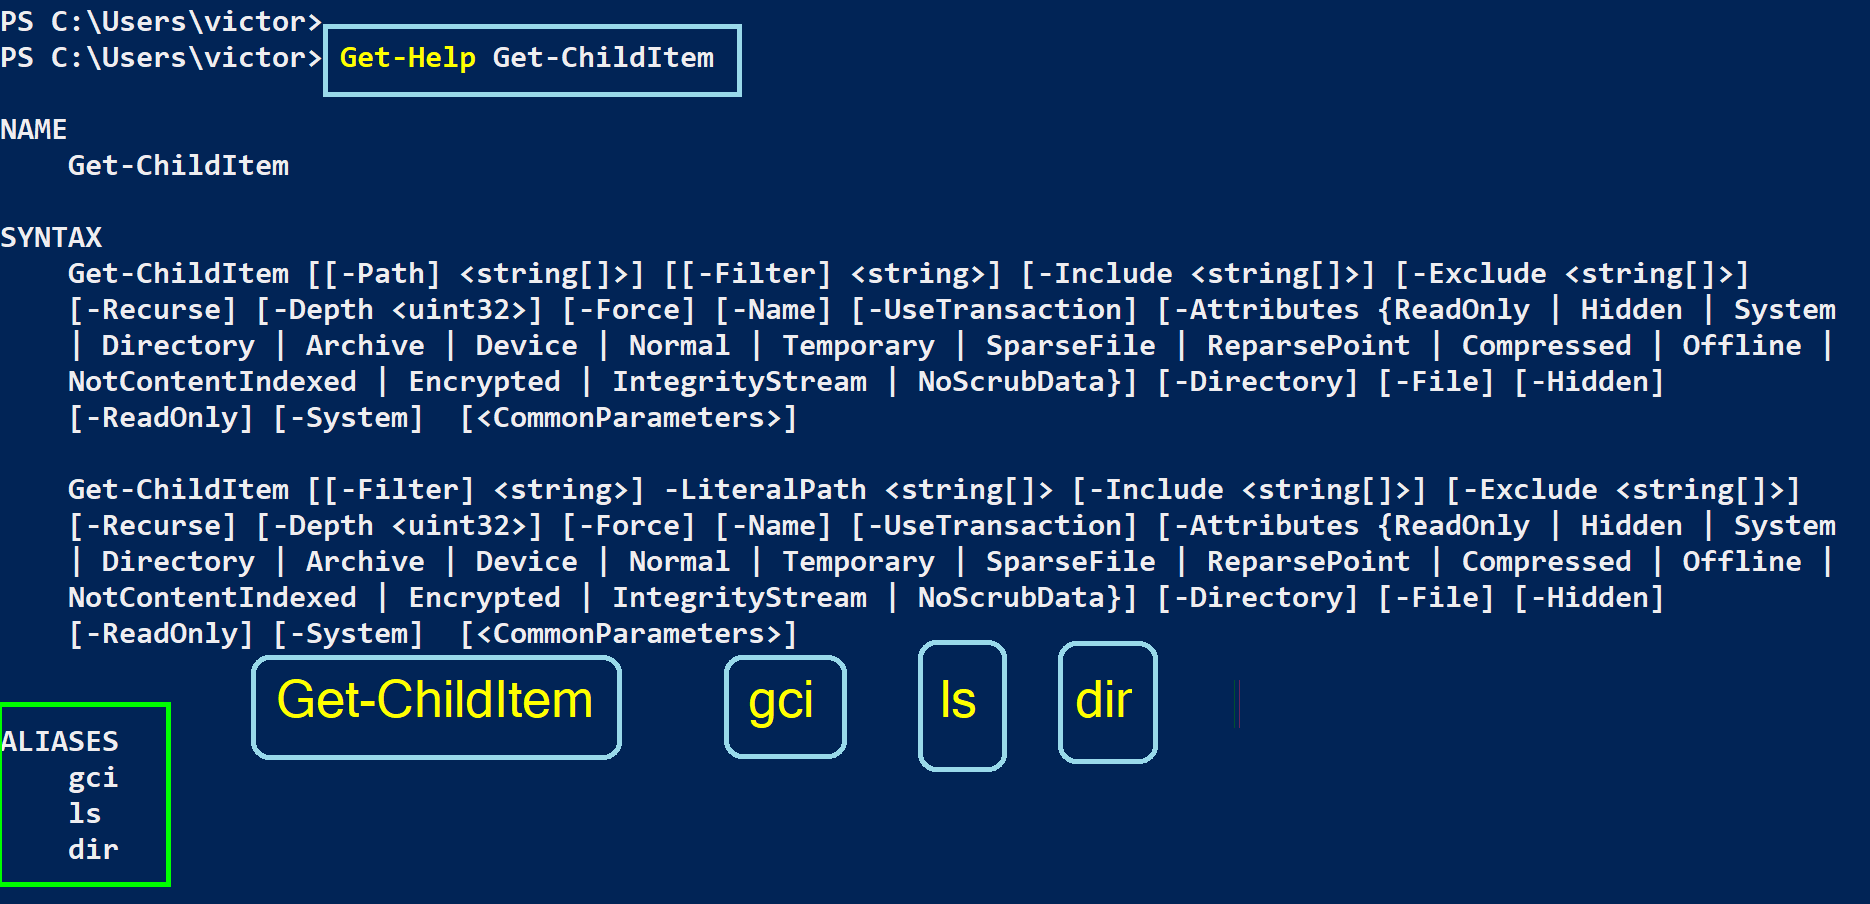 PS C:\Users\victor>
PS C:\Users\victor> Get-Help Get-ChildItem
NAME
Get-ChildItem
SYNTAX
Get-ChildItem [[-Path] <string[]>] [[-Filter] <string>] [-Include <string[]>] [-Exclude <string[]>]
[-Recurse] [-Depth <uint32>] [-Force] [-Name] [-UseTransaction] [-Attributes {ReadOnly | Hidden | System
| Directory | Archive | Device | Normal | Temporary | SparseFile | ReparsePoint | Compressed | Offline |
NotContentIndexed | Encrypted | IntegrityStream | NoScrubData}] [-Directory] [-File] [-Hidden]
[-ReadOnly] [-System]  [<CommonParameters>]
Get-ChildItem [[-Filter] <string>] -LiteralPath <string[]> [-Include <string[]>] [-Exclude <string[]>]
[-Recurse] [-Depth <uint32>] [-Force] [-Name] [-UseTransaction] [-Attributes {ReadOnly | Hidden | System
| Directory | Archive | Device | Normal | Temporary | SparseFile | ReparsePoint | Compressed | Offline |
NotContentIndexed | Encrypted | IntegrityStream | NoScrubData}] [-Directory] [-File] [-Hidden]
[-ReadOnly] [-System]  [<CommonParameters>]
Get-ChildItem gci ls dir
ALIASES
gci
ls
dir